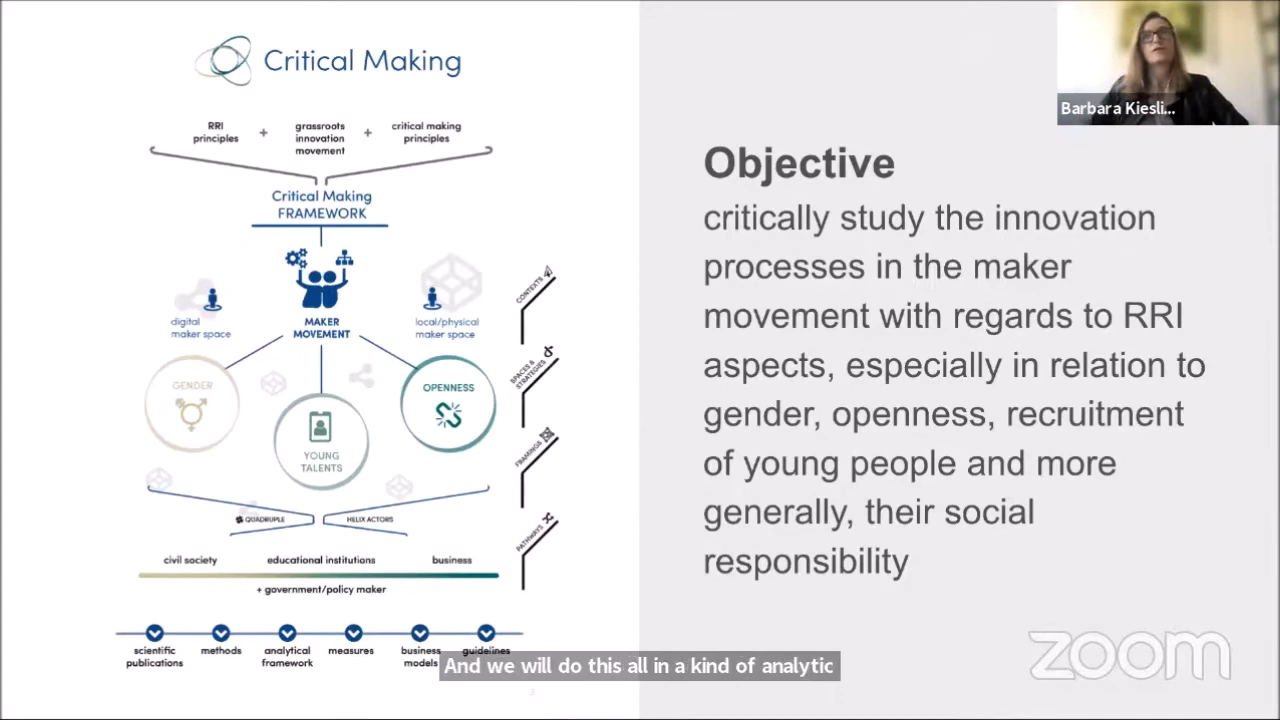 Critical Making
RRI
principles
+
grassroots
innovation
movement
+
critical making
principles
Critical Making
FRAMEWORK
digital
maker space
MAKER
MOVEMENT
local/physical
maker space
CONTEXTS
GENDER
OPENNESS
SPACES &
STRATEGIES
YOUNG
TALENTS
FRAMINGS
QUADRUPLE
HELIX ACTORS
PATHWAYS
civil society
educational institutions
business
+ government/policy maker
scientific
publications
methods
analytical
framework
measures
business
models
guidelines
3
Barbara Kiesli...
Objective
critically study the innovation
processes in the maker
movement with regards to RRI
aspects, especially in relation to
gender, openness, recruitment
of young people and more
generally, their social
responsibility
And we will do this all in a kind of analytic
zoom